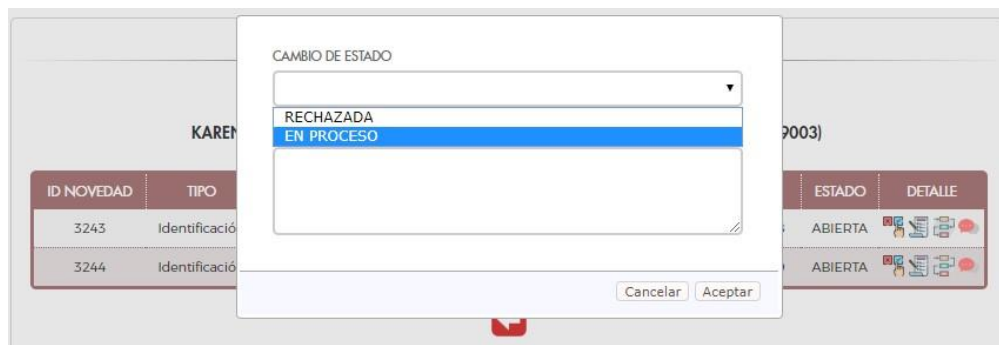 CAMBIO DE ESTADO
RECHAZADA
EN PROCESO
KAREN 9003)
ID NOVEDAD TIPO ESTADO DETALLE
3243 Identificació ABIERTA
3244 Identificació ABIERTA
Cancelar Aceptar